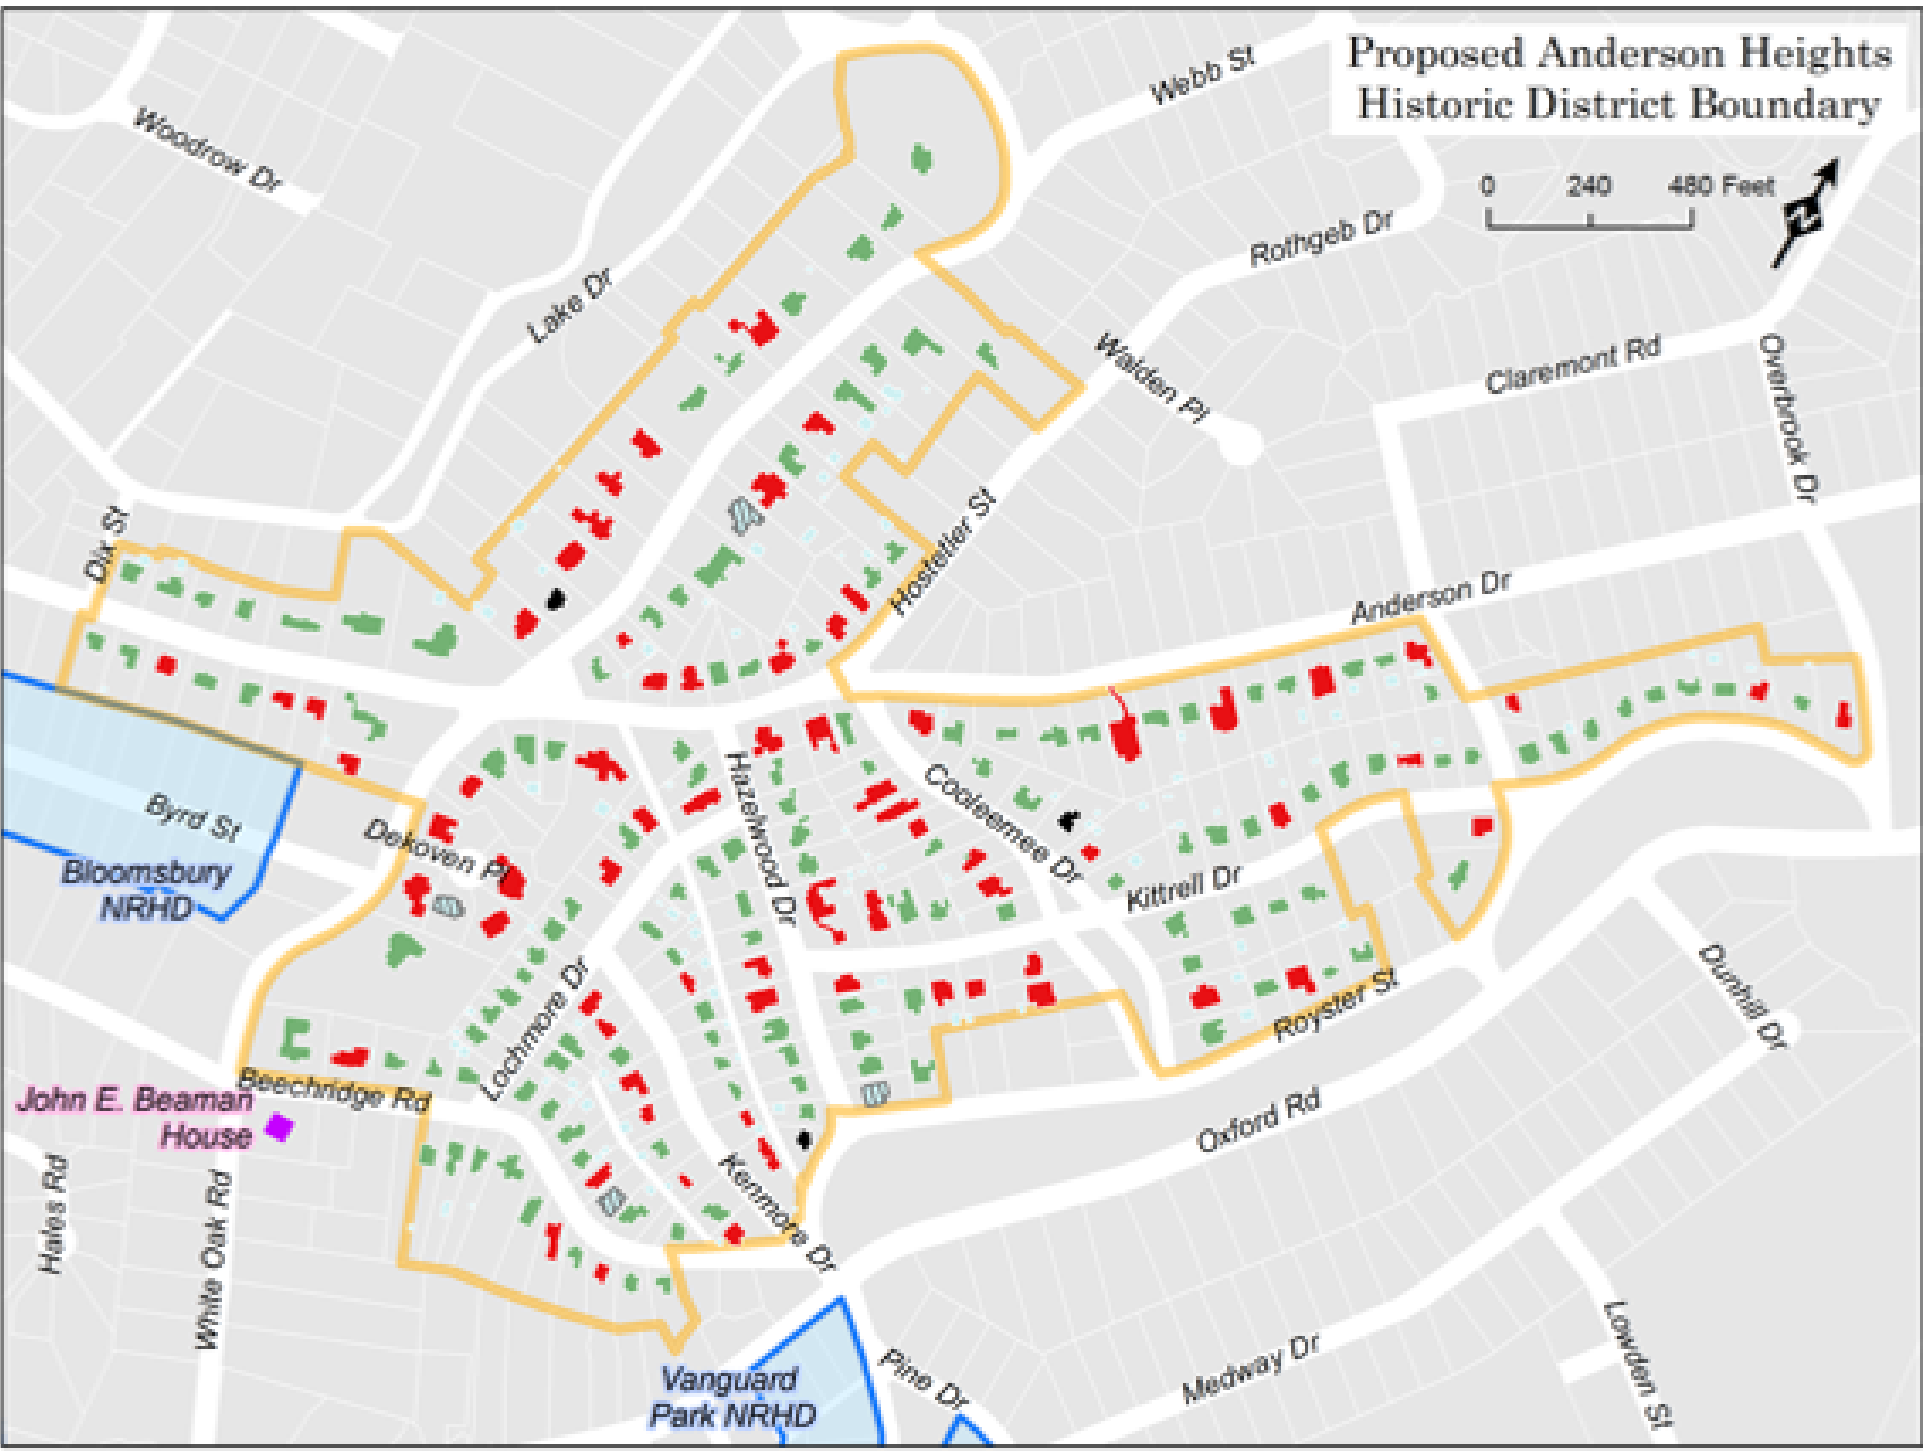 Proposed Anderson Heights
Historic District Boundary
0 240 480 Feet
N
Webb St
Woodrow Dr
Rothgeb Dr
Lake Dr
Walden Pl
Claremont Rd
Overbrook Dr
Dix St
Hostetler St
Anderson Dr
Byrd St
Dekoven Pl
Hazelwood Dr
Cooleemee Dr
Kittrell Dr
Bloomsbury
NRHD
Lochmore Dr
Royster St
Dunhill Dr
Beechridge Rd
John E. Beaman
House
Oxford Rd
Hales Rd
White Oak Rd
Kenmore Dr
Vanguard
Park NRHD
Pine Dr
Medway Dr
Lowden St